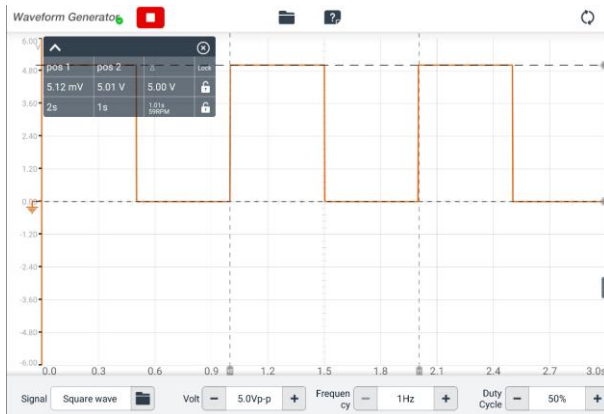 Waveform Generator
6.00
V
4.80
3.60
2.40
1.20
0.00
-1.20
-2.40
-3.60
-4.80
-6.00
pos 1 pos 2 Lock
5.12 mV 5.01 V 5.00 V
2s 1s 1.01s
59RPM
0.0 0.3 0.6 0.9 1.2 1.5 1.8 2.1 2.4 2.7 3.0s
Signal Square wave Volt − 5.0Vp-p + Frequen
cy − 1Hz + Duty
Cycle − 50% +